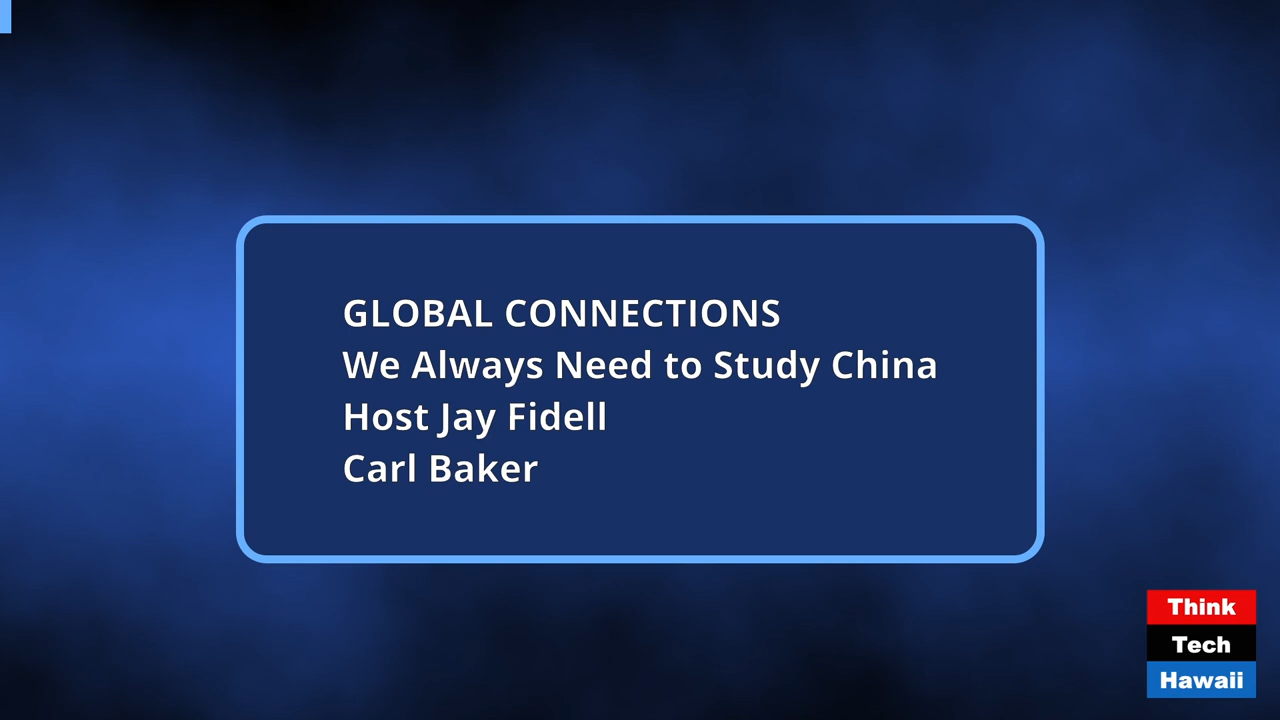 GLOBAL CONNECTIONS
We Always Need to Study China
Host Jay Fidell
Carl Baker
Think
Tech
Hawaii